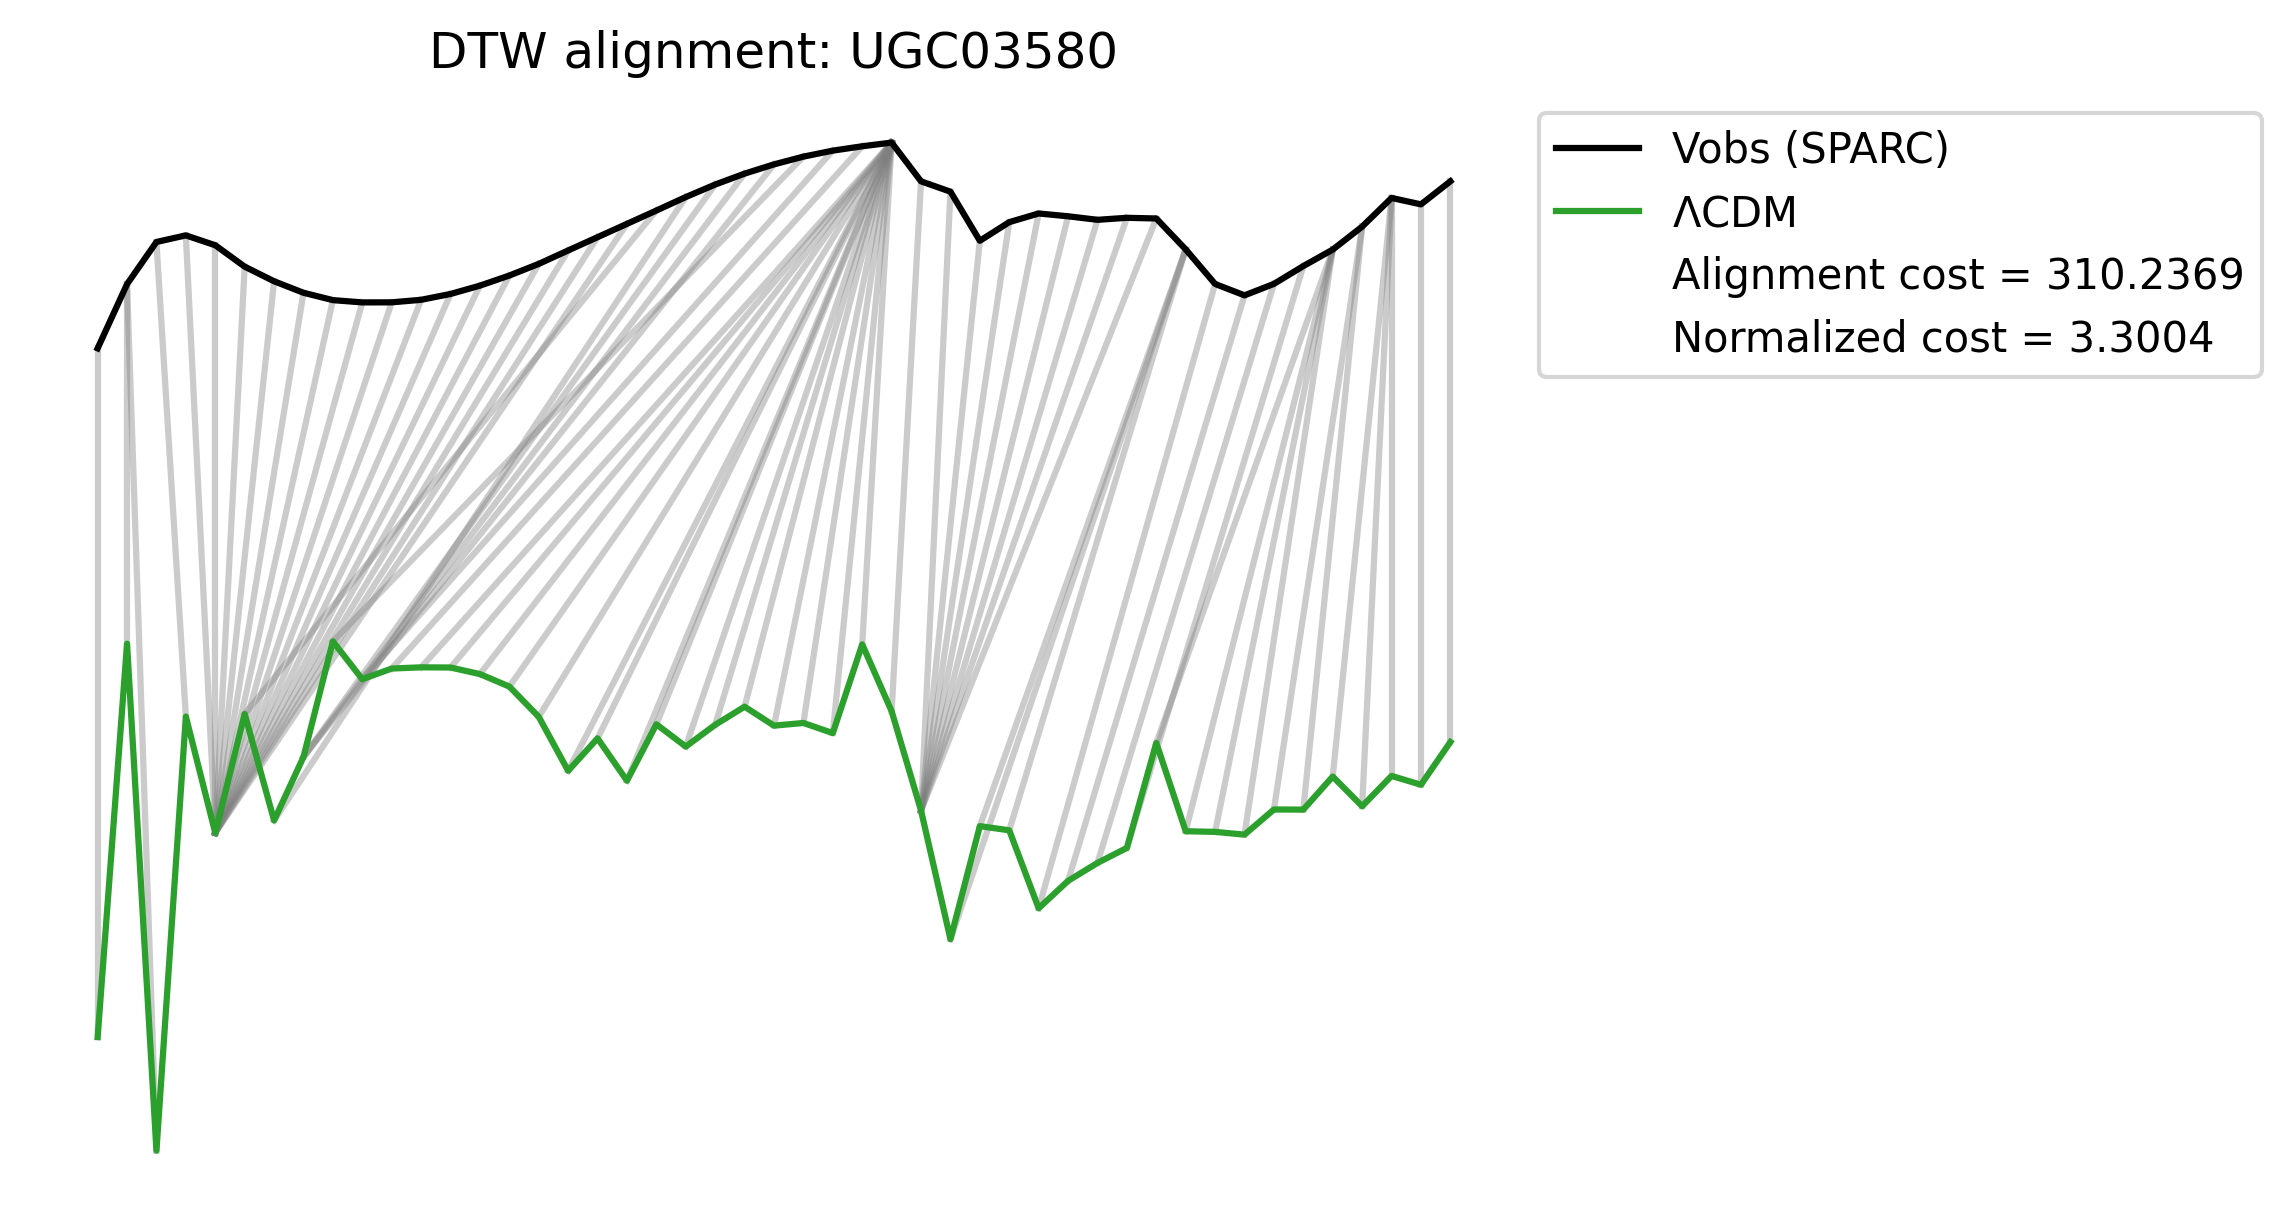 DTW alignment: UGC03580
Vobs (SPARC)
ΛCDM
Alignment cost = 310.2369
Normalized cost = 3.3004